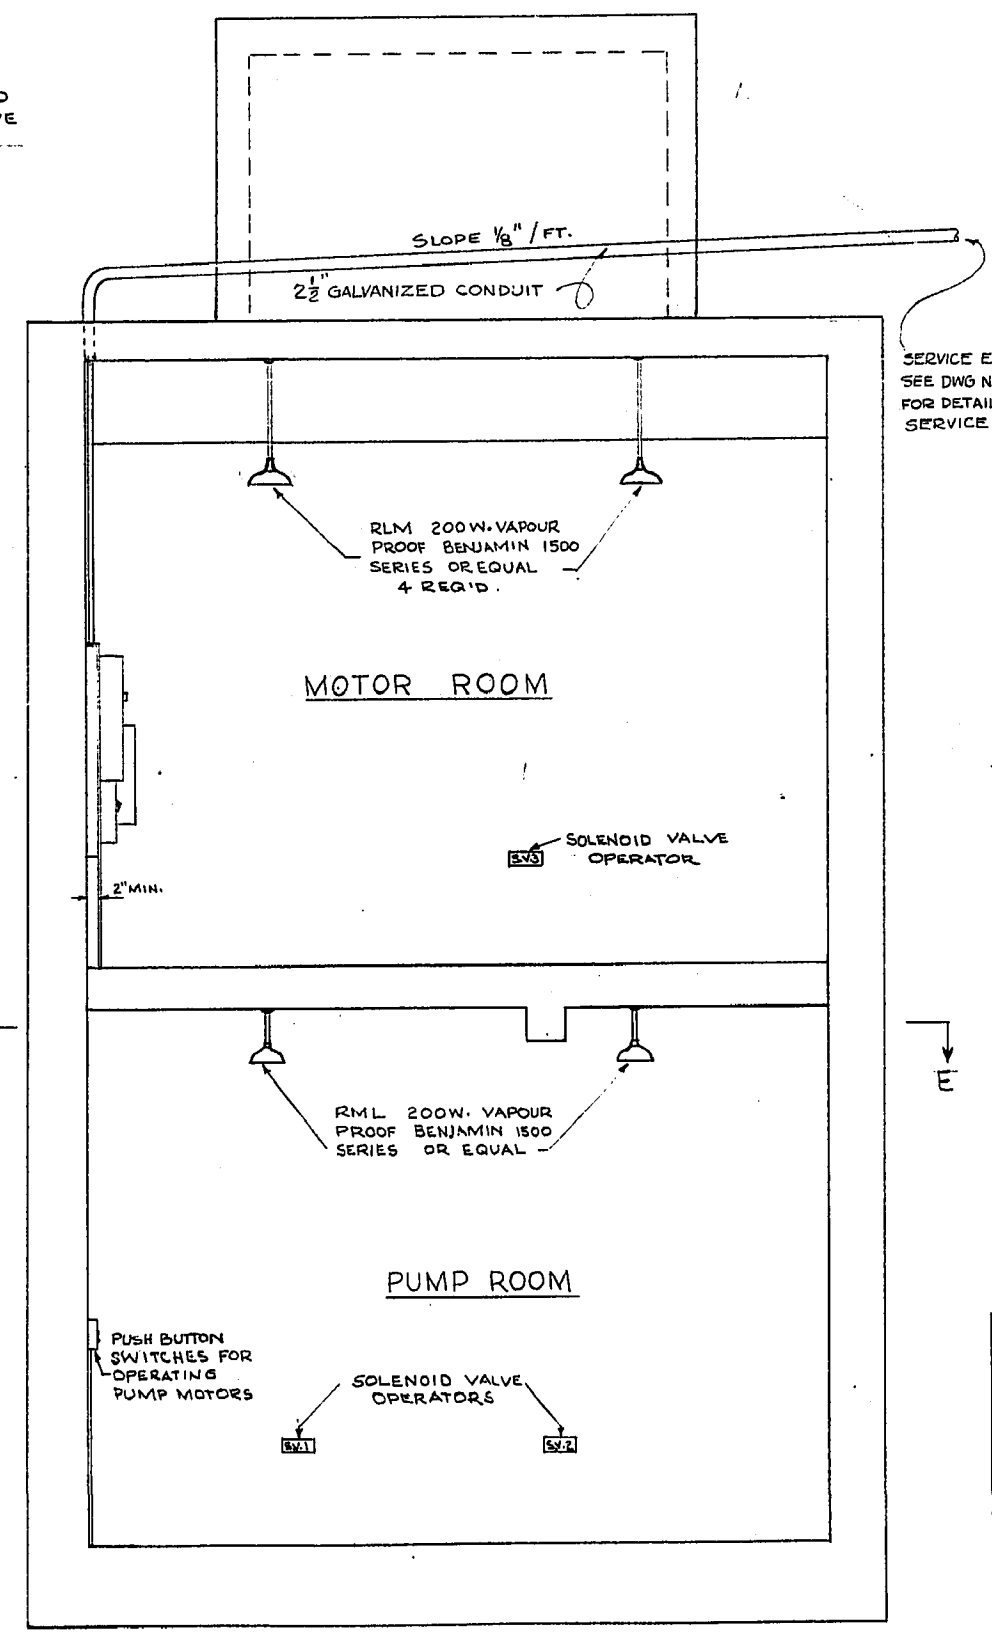 SLOPE 1/8" / FT.
2 1/2" GALVANIZED CONDUIT
SERVICE E
SEE DWG N
FOR DETAIL
SERVICE
RLM 200W. VAPOUR
PROOF BENJAMIN 1500
SERIES OR EQUAL
4 REQ'D.
MOTOR ROOM
SOLENOID VALVE
OPERATOR
SV3
2" MIN.
E
RML 200W. VAPOUR
PROOF BENJAMIN 1500
SERIES OR EQUAL
PUMP ROOM
PUSH BUTTON
SWITCHES FOR
OPERATING
PUMP MOTORS
SOLENOID VALVE
OPERATORS
SV.1
SV.2